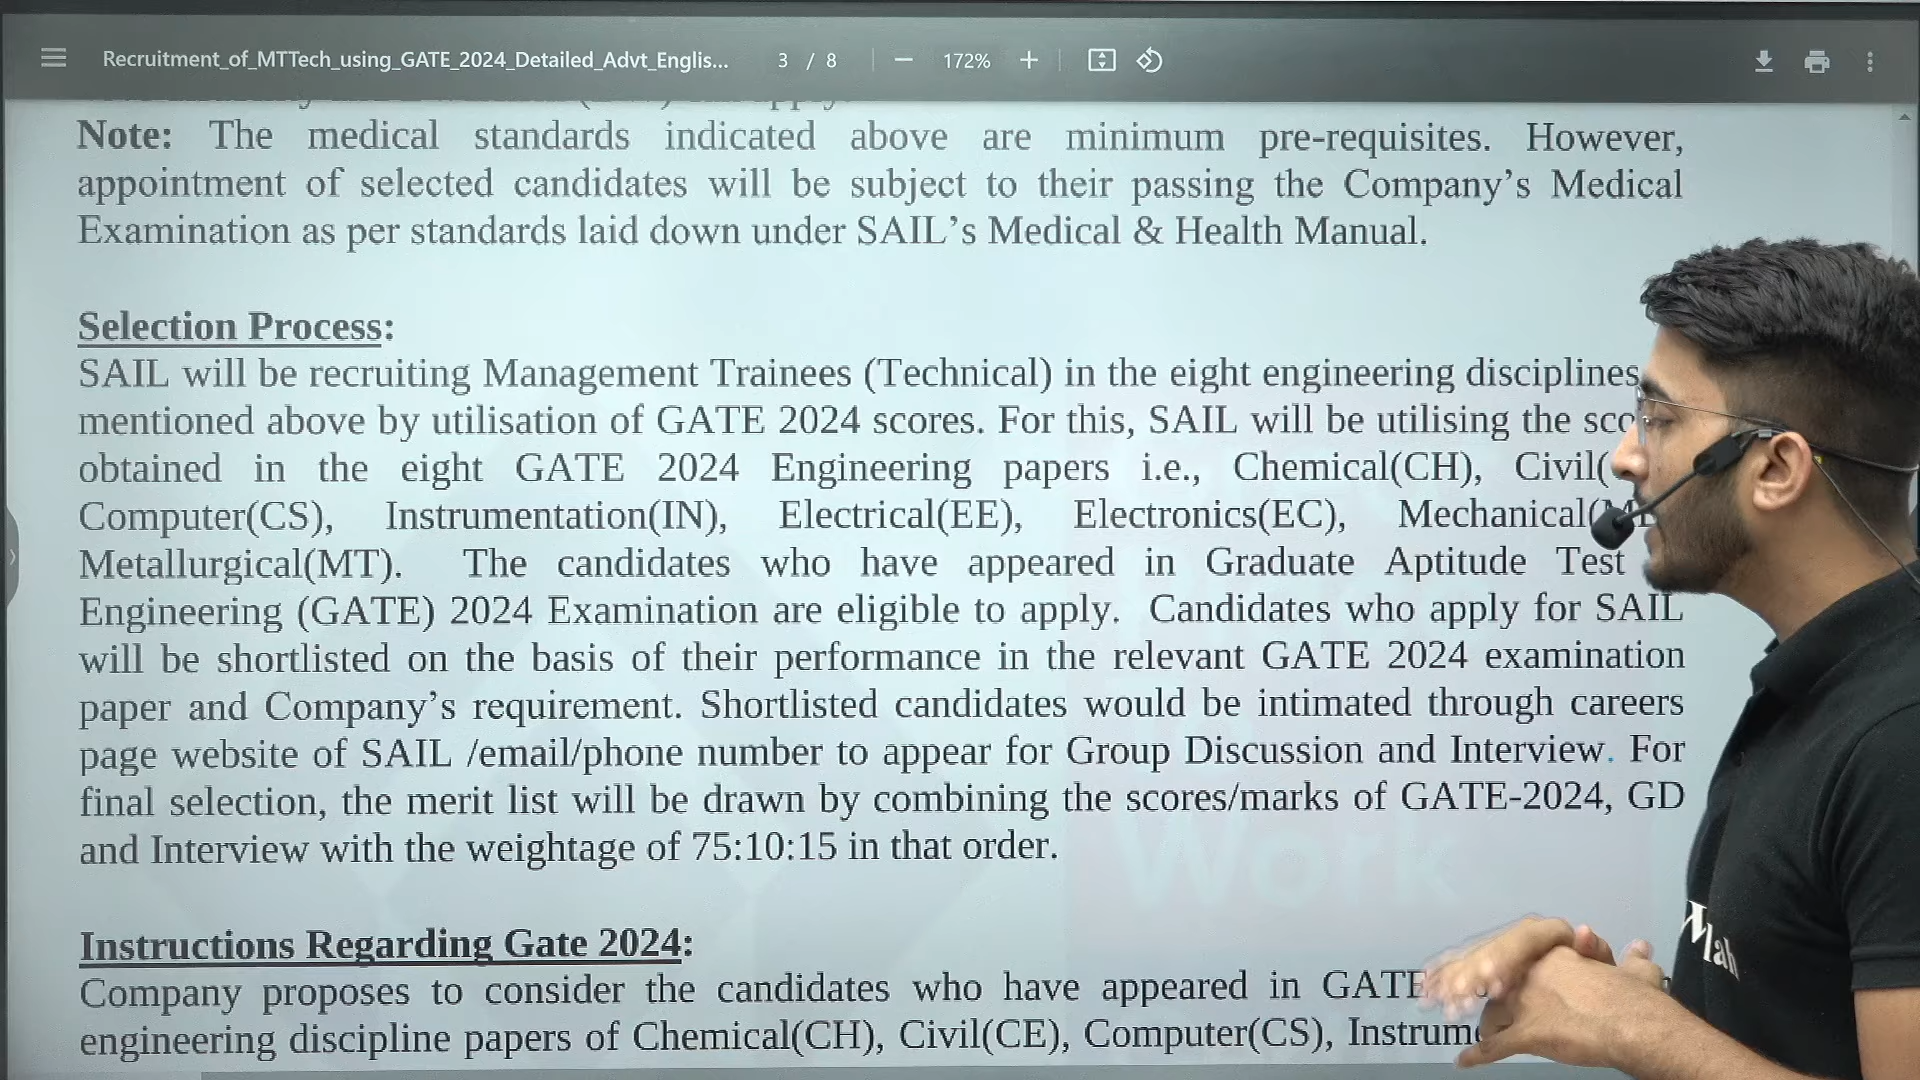 Recruitment_of_MTTech_using_GATE_2024_Detailed_Advt_Englis... 3 / 8 172%
Note: The medical standards indicated above are minimum pre-requisites. However,
appointment of selected candidates will be subject to their passing the Company’s Medical
Examination as per standards laid down under SAIL’s Medical & Health Manual.
Selection Process:
SAIL will be recruiting Management Trainees (Technical) in the eight engineering disciplines
mentioned above by utilisation of GATE 2024 scores. For this, SAIL will be utilising the sco
obtained in the eight GATE 2024 Engineering papers i.e., Chemical(CH), Civil(
Computer(CS), Instrumentation(IN), Electrical(EE), Electronics(EC), Mechanical(ME
Metallurgical(MT). The candidates who have appeared in Graduate Aptitude Test
Engineering (GATE) 2024 Examination are eligible to apply. Candidates who apply for SAIL
will be shortlisted on the basis of their performance in the relevant GATE 2024 examination
paper and Company’s requirement. Shortlisted candidates would be intimated through careers
page website of SAIL /email/phone number to appear for Group Discussion and Interview. For
final selection, the merit list will be drawn by combining the scores/marks of GATE-2024, GD
and Interview with the weightage of 75:10:15 in that order.
Work
Instructions Regarding Gate 2024:
Company proposes to consider the candidates who have appeared in GATE
engineering discipline papers of Chemical(CH), Civil(CE), Computer(CS), Instrume
Wah